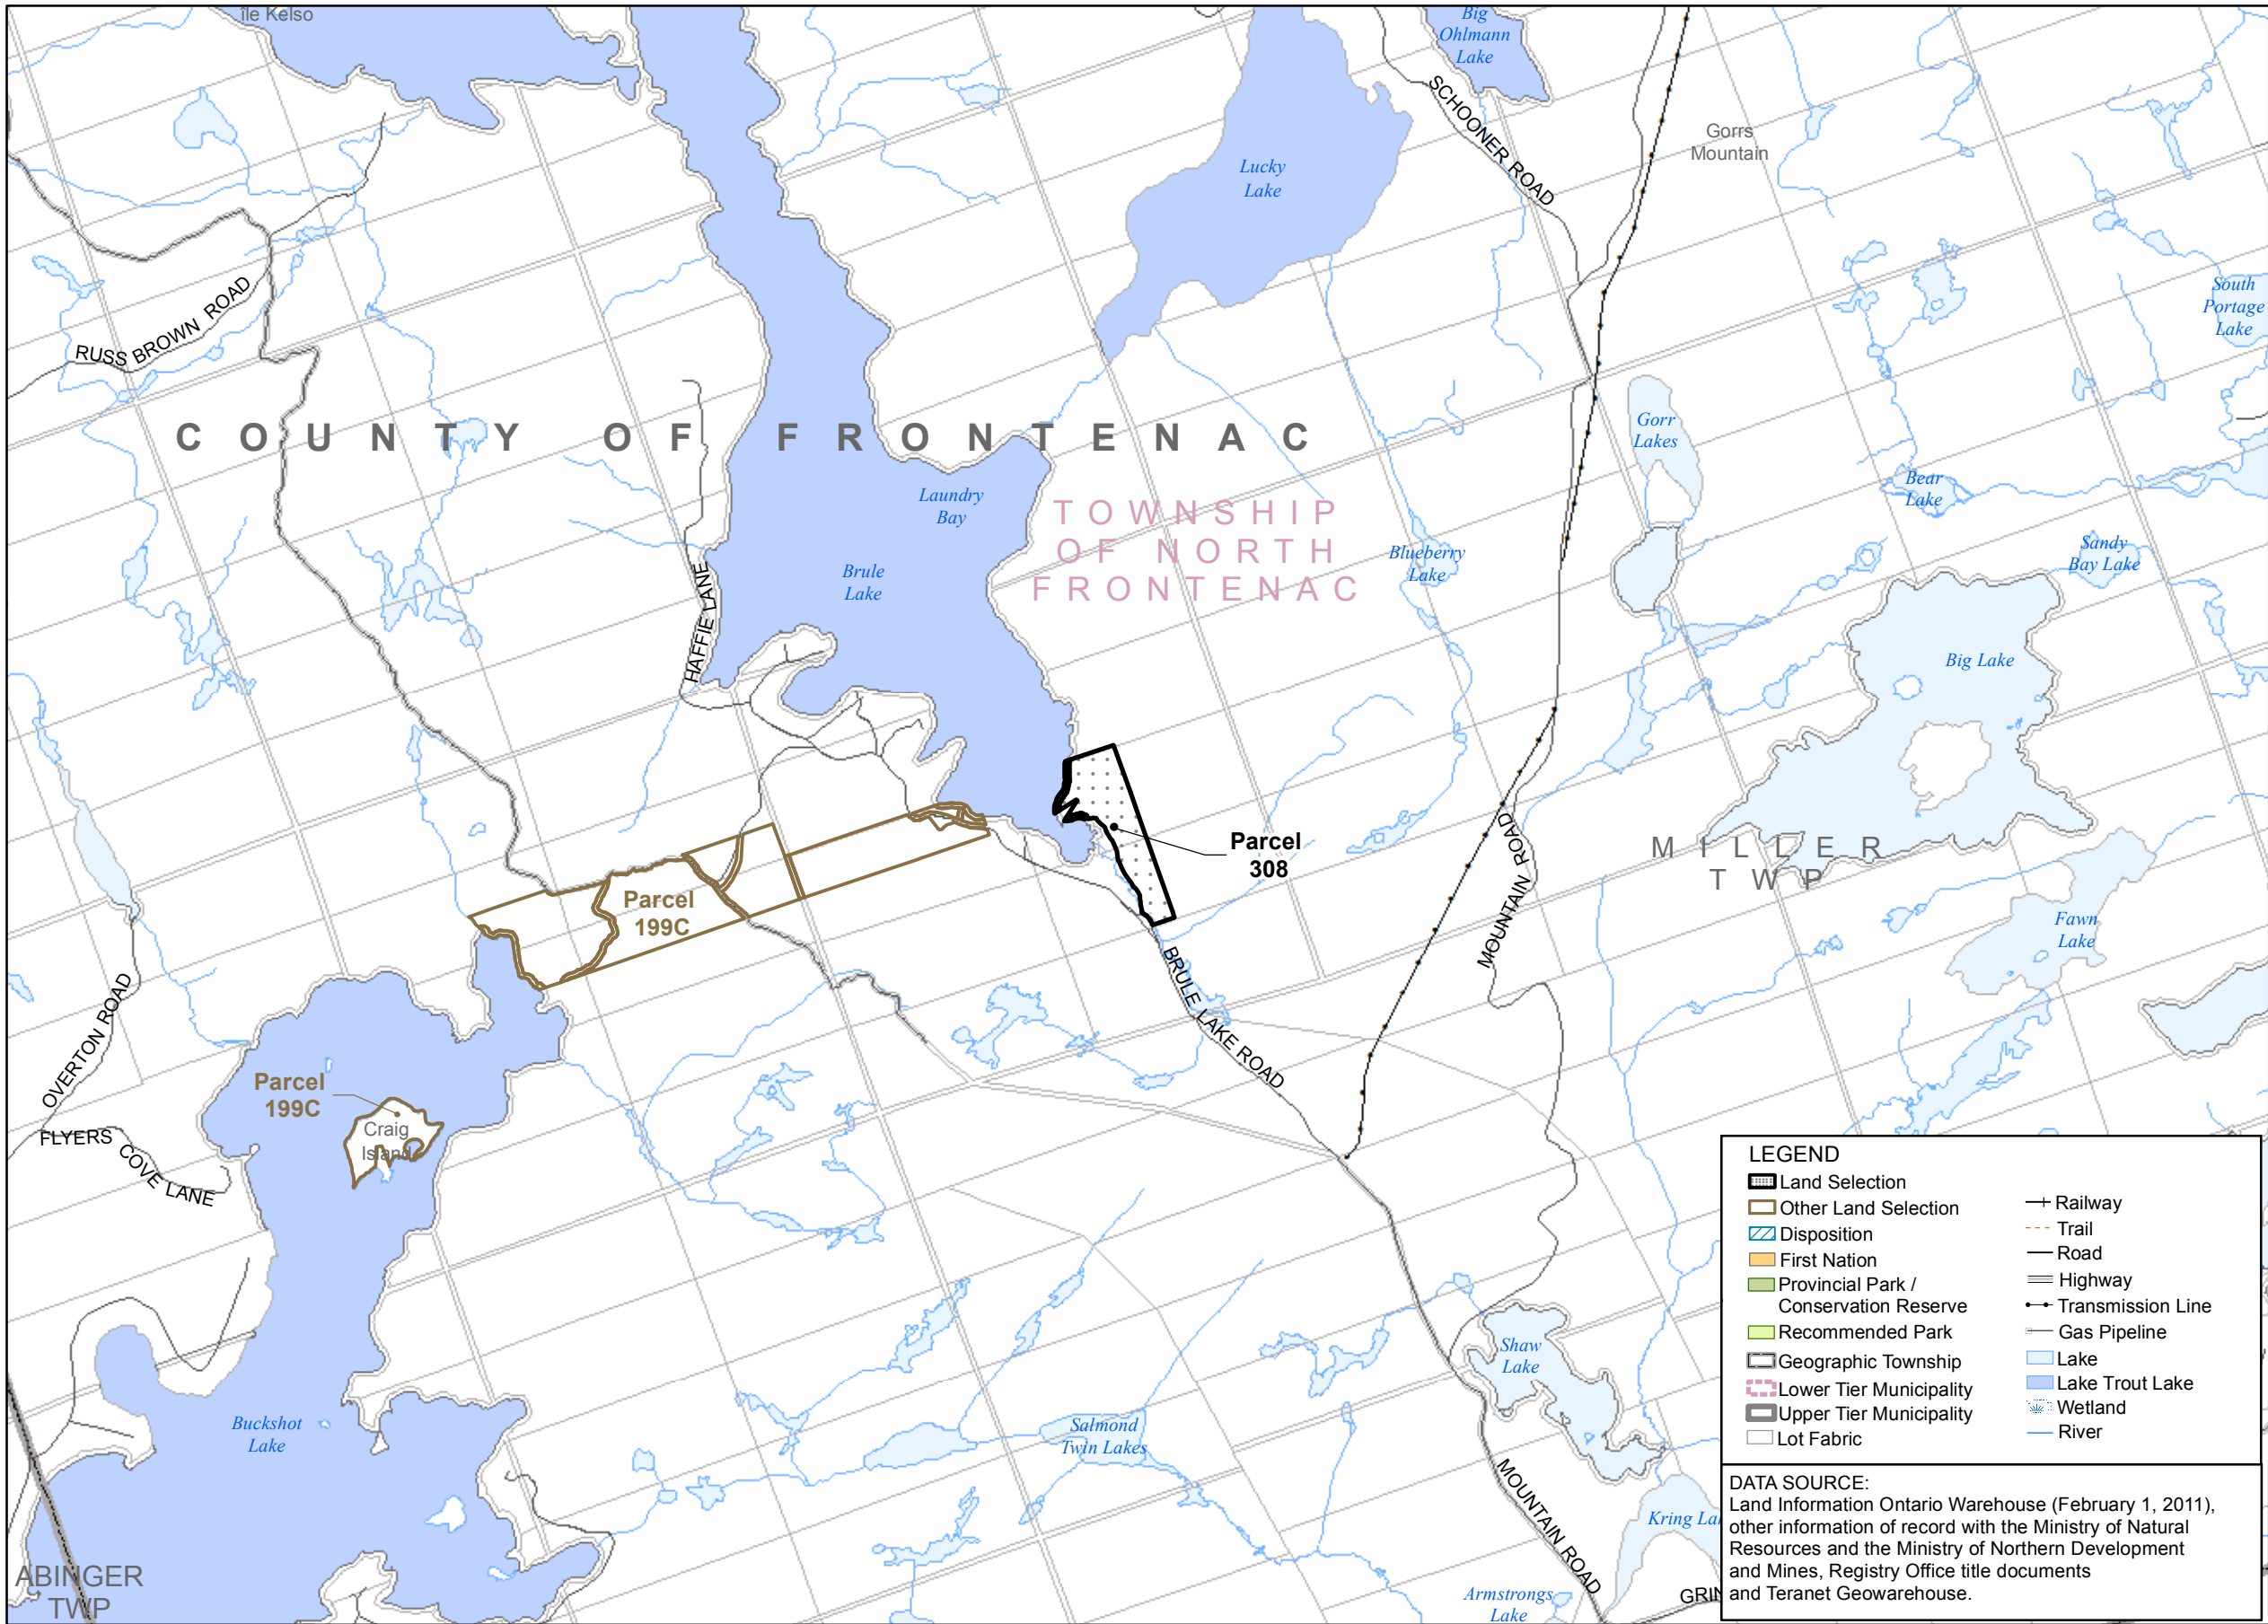 île Kelso
Big
Ohlmann
Lake
SCHOONER ROAD
Gorrs
Mountain
Lucky
Lake
South
Portage
Lake
RUSS BROWN ROAD
COUNTY OF FRONTENAC
Gorr
Lakes
Bear
Lake
Laundry
Bay
TOWNSHIP
OF NORTH
FRONTENAC
Brule
Lake
Blueberry
Lake
Sandy
Bay Lake
HAFFIE LANE
Big Lake
Parcel
308
MOUNTAIN ROAD
MILLER
TWP
Parcel
199C
Fawn
Lake
BRULE LAKE ROAD
OVERTON ROAD
Parcel
199C
Craig
Island
FLYERS COVE LANE
Shaw
Lake
Buckshot
Lake
Salmond
Twin Lakes
MOUNTAIN ROAD
Kring La
ABINGER
TWP
Armstrongs
Lake
GRIN
LEGEND
Land Selection
Other Land Selection
Disposition
First Nation
Provincial Park /
Conservation Reserve
Recommended Park
Geographic Township
Lower Tier Municipality
Upper Tier Municipality
Lot Fabric
Railway
Trail
Road
Highway
Transmission Line
Gas Pipeline
Lake
Lake Trout Lake
Wetland
River
DATA SOURCE:
Land Information Ontario Warehouse (February 1, 2011),
other information of record with the Ministry of Natural
Resources and the Ministry of Northern Development
and Mines, Registry Office title documents
and Teranet Geowarehouse.